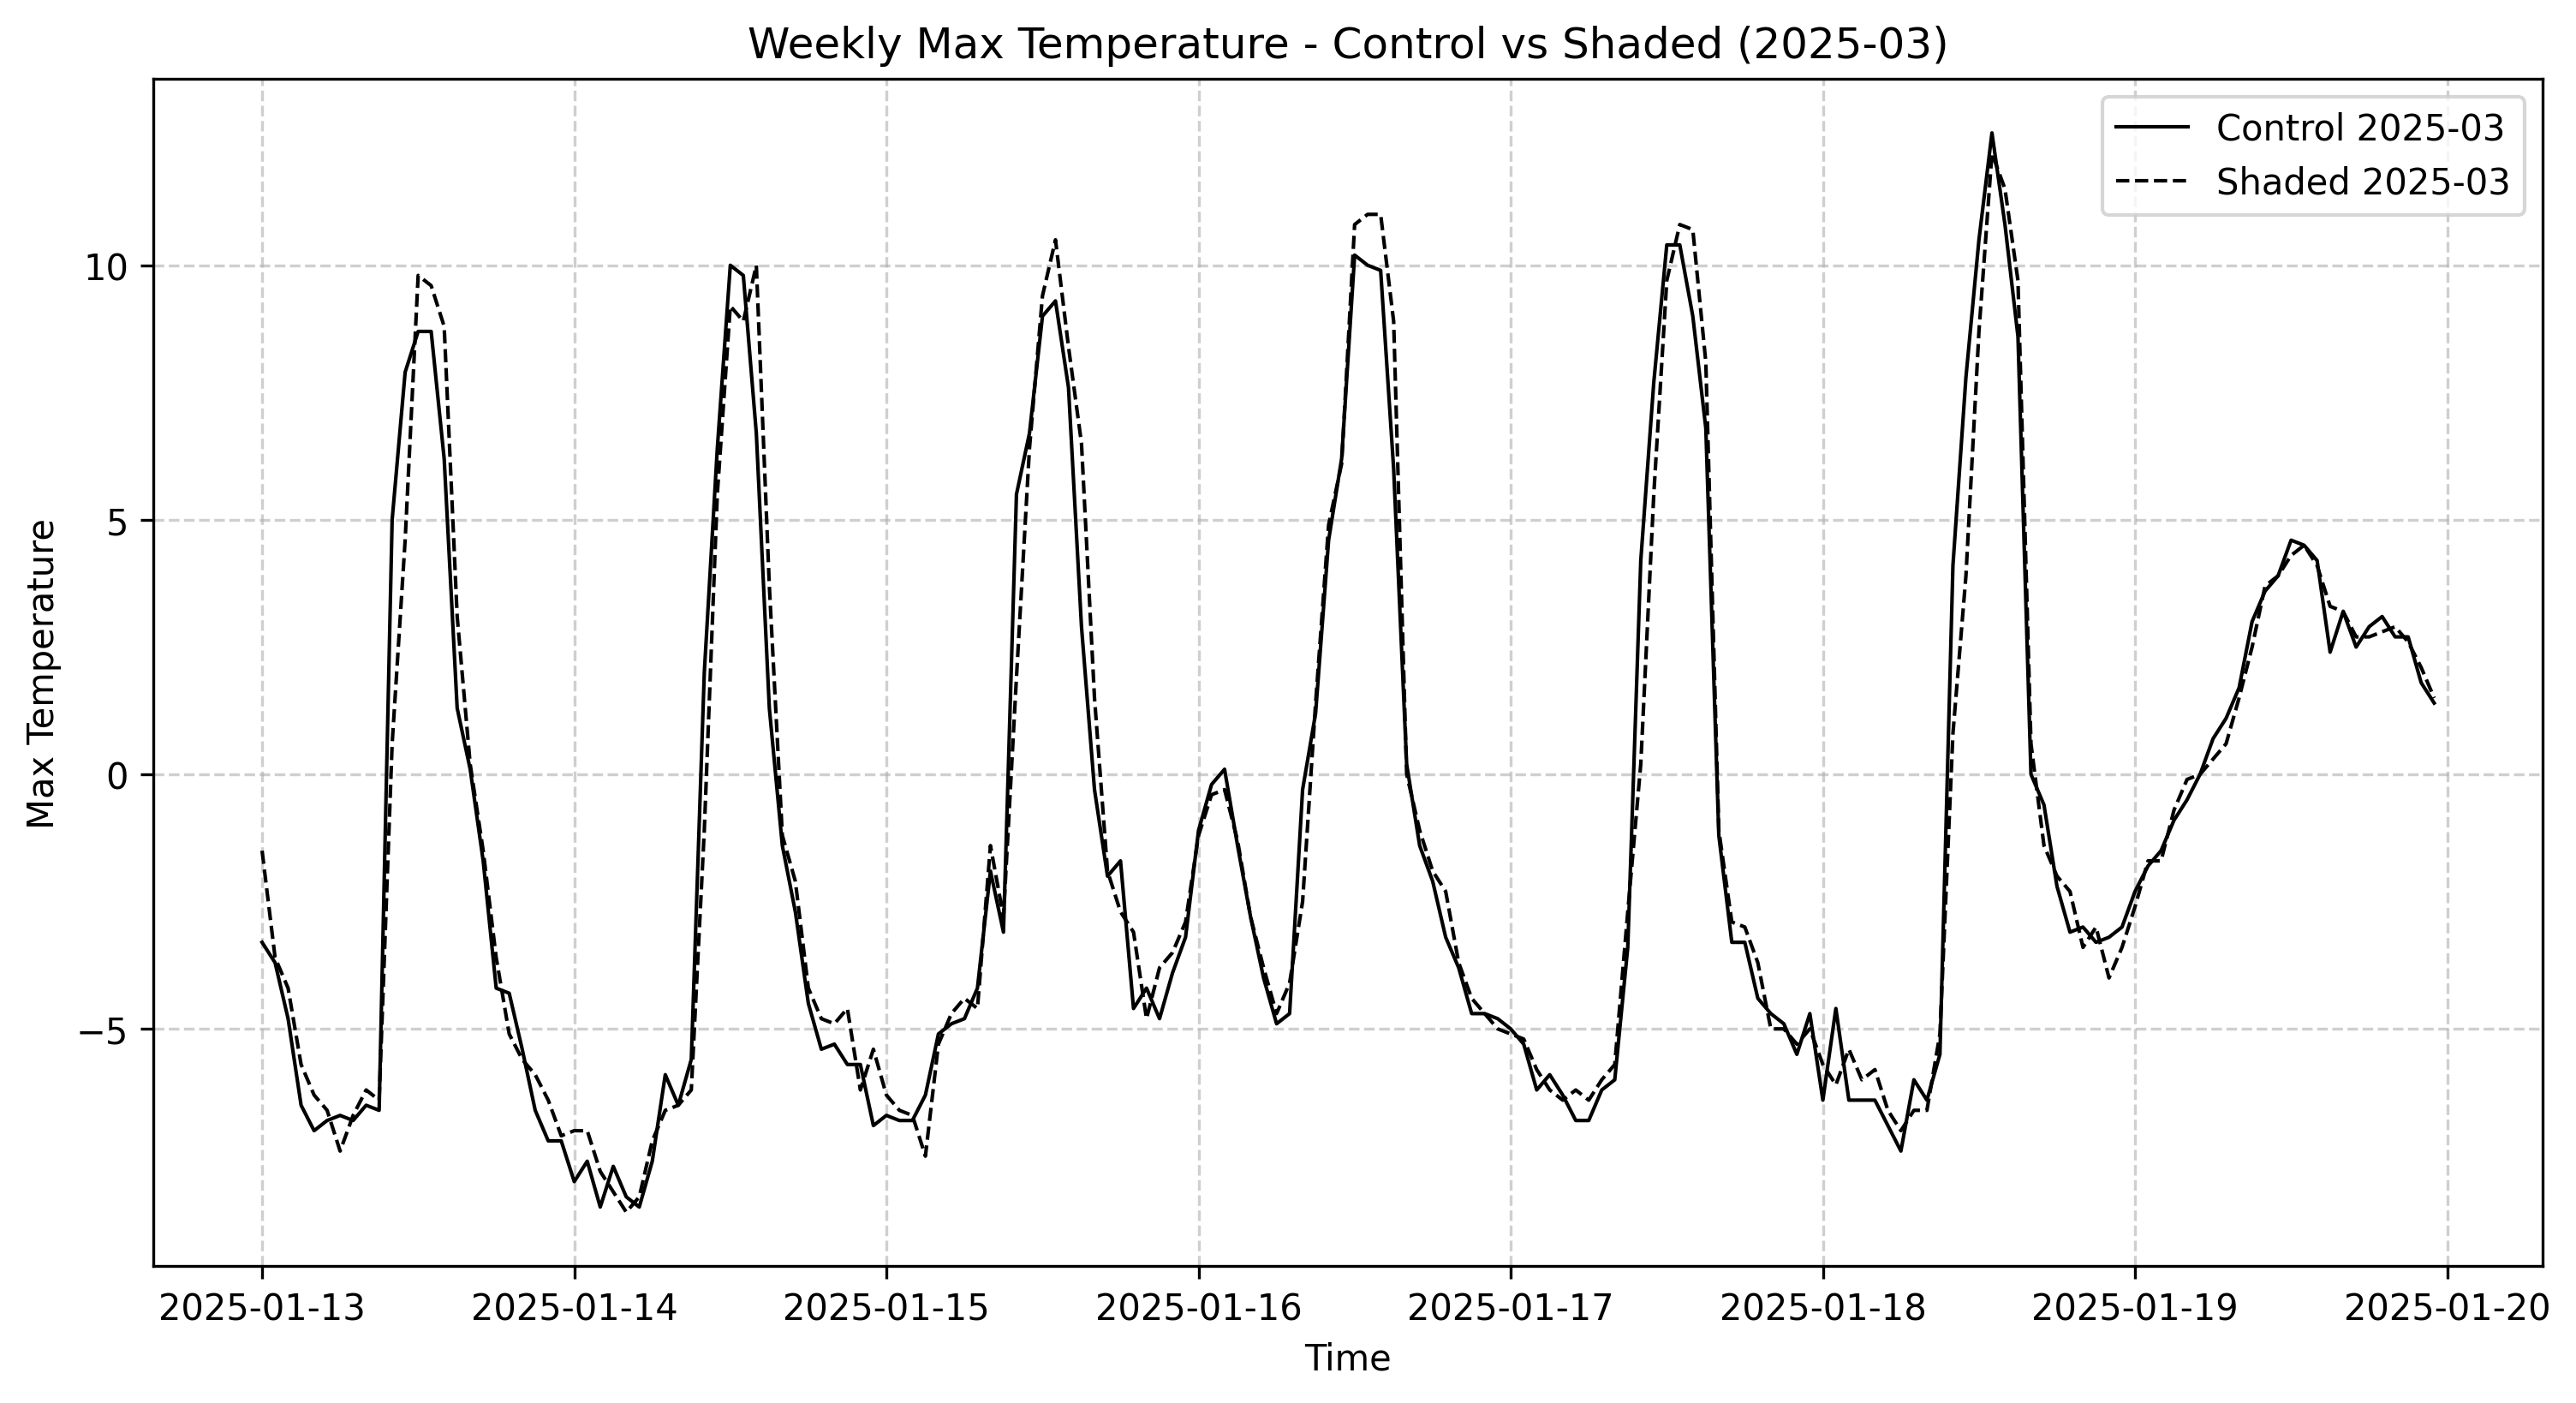 Weekly Max Temperature - Control vs Shaded (2025-03)
Control 2025-03
Shaded 2025-03
Max Temperature
10
5
0
−5
2025-01-13
2025-01-14
2025-01-15
2025-01-16
2025-01-17
2025-01-18
2025-01-19
2025-01-20
Time